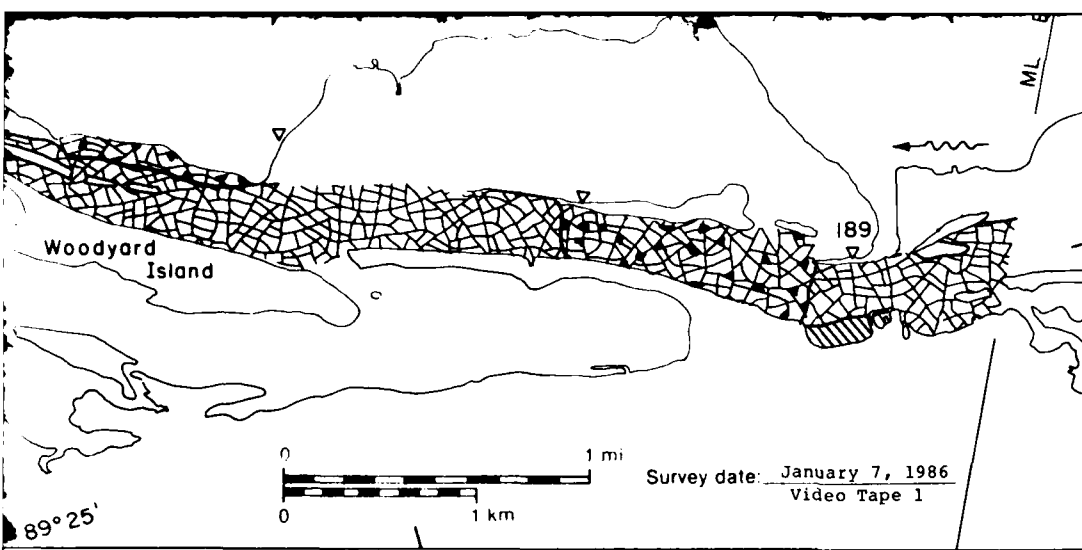 ML
189
Woodyard
Island
0 1 mi
0 1 km
Survey date: January 7, 1986
Video Tape 1
89° 25'